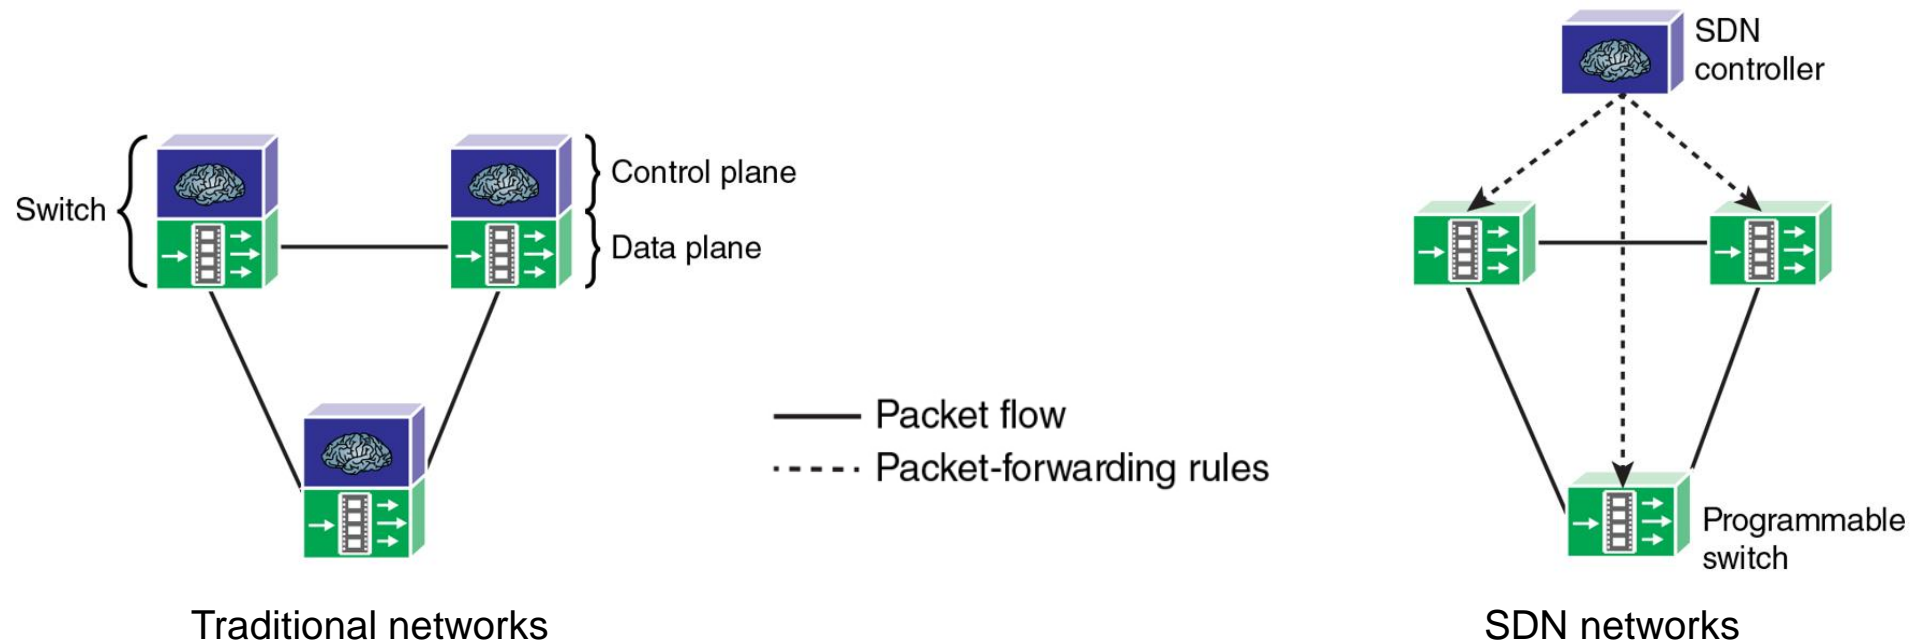 Switch
Control plane
Data plane
Traditional networks
Packet flow
Packet-forwarding rules
SDN
controller
Programmable
switch
SDN networks